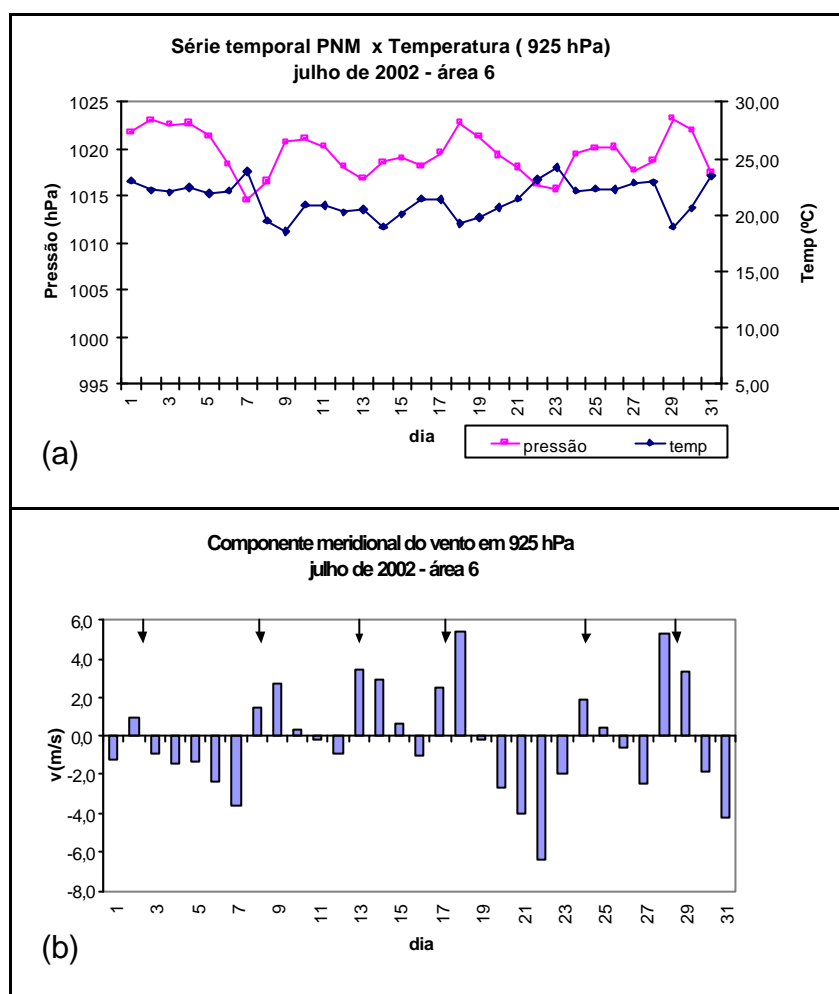 Série temporal PNM x Temperatura ( 925 hPa)
julho de 2002 - área 6
1025
1020
1015
1010
1005
1000
995
Pressão (hPa)
30,00
25,00
20,00
15,00
10,00
5,00
Temp (ºC)
1 3 5 7 9 11 13 15 17 19 21 23 25 27 29 31
dia
pressão temp
(a)
Componente meridional do vento em 925 hPa
julho de 2002 - área 6
6,0
4,0
2,0
0,0
-2,0
-4,0
-6,0
-8,0
v(m/s)
1 3 5 7 9 11 13 15 17 19 21 23 25 27 29 31
dia
(b)